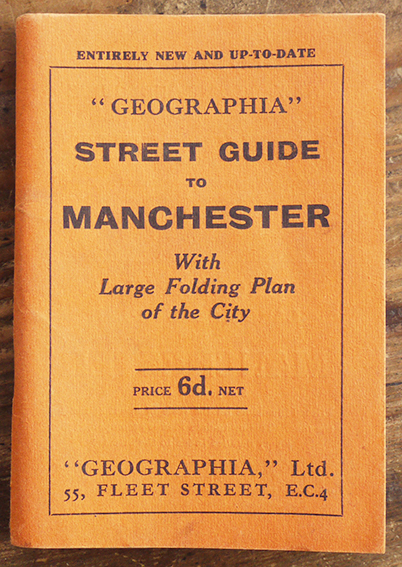 ENTIRELY NEW AND UP-TO-DATE
"GEOGRAPHIA"
STREET GUIDE
TO
MANCHESTER
With
Large Folding Plan
of the City
PRICE 6d. NET
"GEOGRAPHIA," Ltd.
55, FLEET STREET, E.C.4